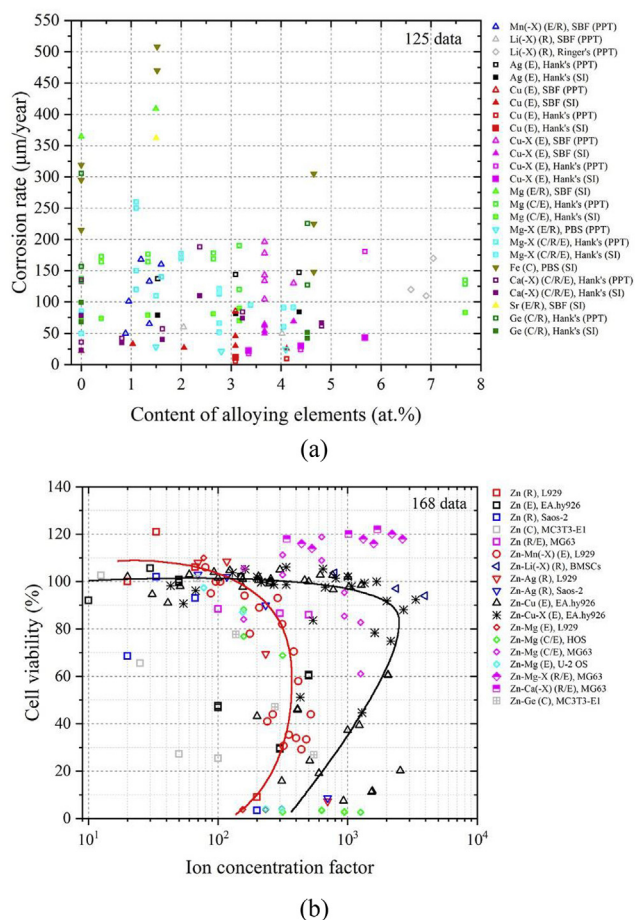 (a)
125 data
550
500
450
400
350
300
250
200
150
100
50
0
Corrosion rate (μm/year)
0 1 2 3 4 5 6 7 8
Content of alloying elements (at.%)
Mn(-X) (E/R), SBF (PPT)
Li(-X) (R), SBF (PPT)
Li(-X) (R), Ringer's (PPT)
Ag (E), Hank's (PPT)
Ag (E), Hank's (SI)
Cu (E), SBF (PPT)
Cu (E), SBF (SI)
Cu (E), Hank's (PPT)
Cu (E), Hank's (SI)
Cu-X (E), SBF (PPT)
Cu-X (E), SBF (SI)
Cu-X (E), Hank's (PPT)
Cu-X (E), Hank's (SI)
Mg (E/R), SBF (SI)
Mg (C/E), Hank's (PPT)
Mg (C/E), Hank's (SI)
Mg-X (E/R), PBS (PPT)
Mg-X (C/R/E), Hank's (PPT)
Mg-X (C/R/E), Hank's (SI)
Fe (C), PBS (SI)
Ca(-X) (C/R/E), Hank's (PPT)
Ca(-X) (C/R/E), Hank's (SI)
Sr (E/R), SBF (SI)
Ge (C/R), Hank's (PPT)
Ge (C/R), Hank's (SI)
(a)
168 data
140
120
100
80
60
40
20
0
Cell viability (%)
10¹ 10² 10³ 10⁴
Ion concentration factor
Zn (R), L929
Zn (E), EA.hy926
Zn (R), Saos-2
Zn (C), MC3T3-E1
Zn (R/E), MG63
Zn-Mn(-X) (E), L929
Zn-Li(-X) (R), BMSCs
Zn-Ag (R), L929
Zn-Ag (R), Saos-2
Zn-Cu (E), EA.hy926
Zn-Cu-X (E), EA.hy926
Zn-Mg (E), L929
Zn-Mg (C/E), HOS
Zn-Mg (C/E), MG63
Zn-Mg (E), U-2 OS
Zn-Mg-X (R/E), MG63
Zn-Ca(-X) (R/E), MG63
Zn-Ge (C), MC3T3-E1
(b)